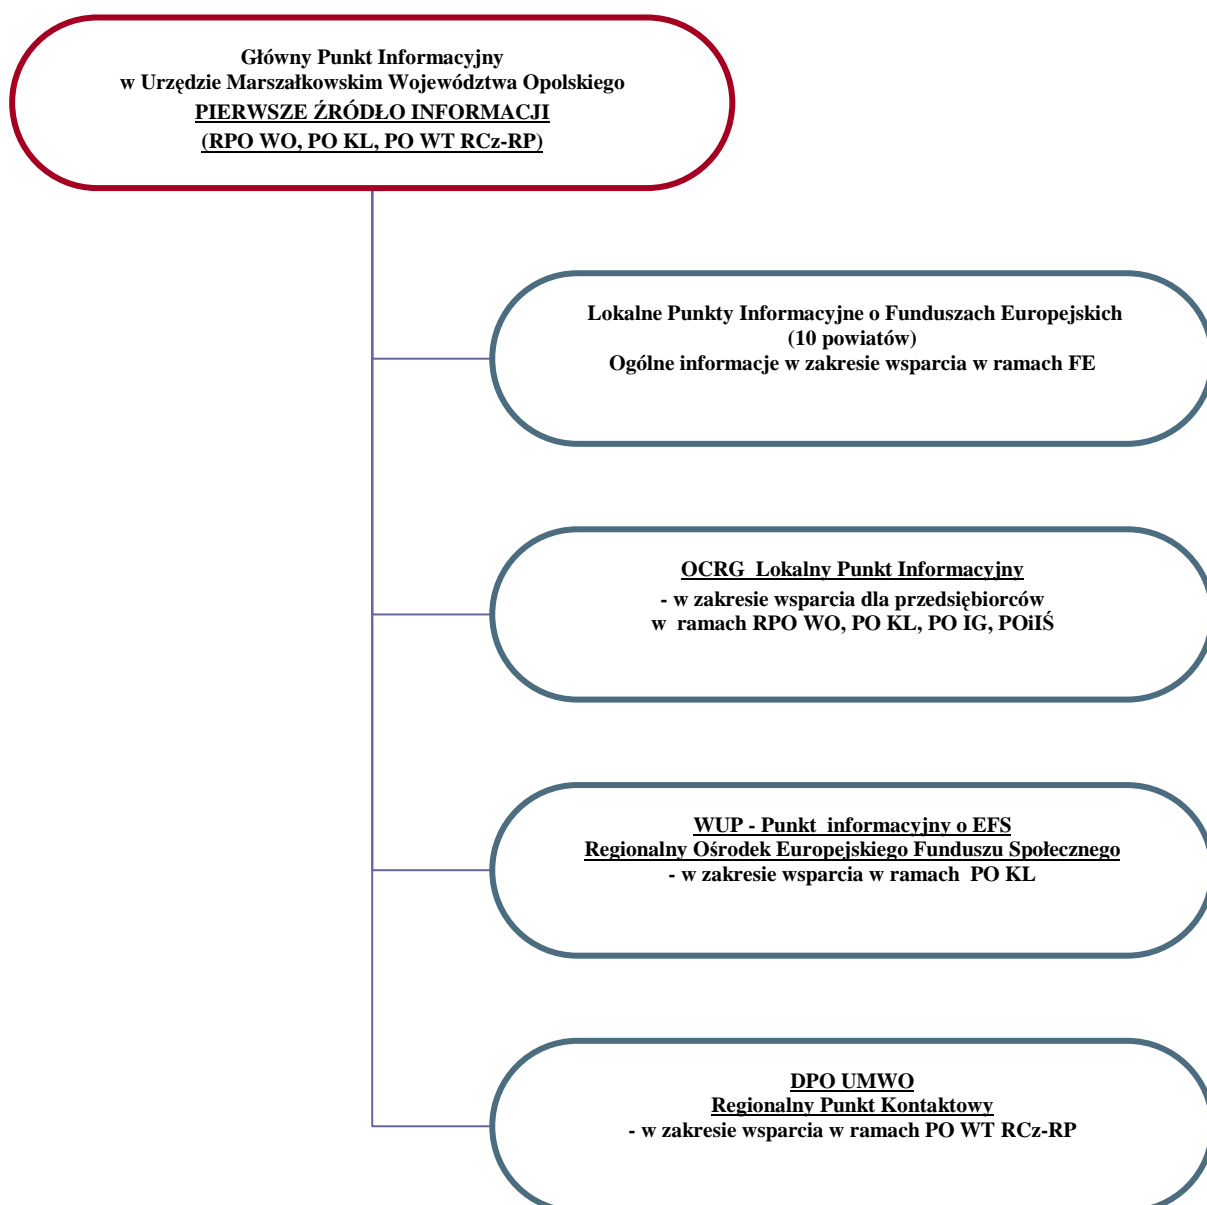 Główny Punkt Informacyjny
w Urzędzie Marszałkowskim Województwa Opolskiego
PIERWSZE ŹRÓDŁO INFORMACJI
(RPO WO, PO KL, PO WT RCz-RP)
Lokalne Punkty Informacyjne o Funduszach Europejskich
(10 powiatów)
Ogólne informacje w zakresie wsparcia w ramach FE
OCRG Lokalny Punkt Informacyjny
- w zakresie wsparcia dla przedsiębiorców
w ramach RPO WO, PO KL, PO IG, POiIŚ
WUP - Punkt informacyjny o EFS
Regionalny Ośrodek Europejskiego Funduszu Społecznego
- w zakresie wsparcia w ramach PO KL
DPO UMWO
Regionalny Punkt Kontaktowy
- w zakresie wsparcia w ramach PO WT RCz-RP